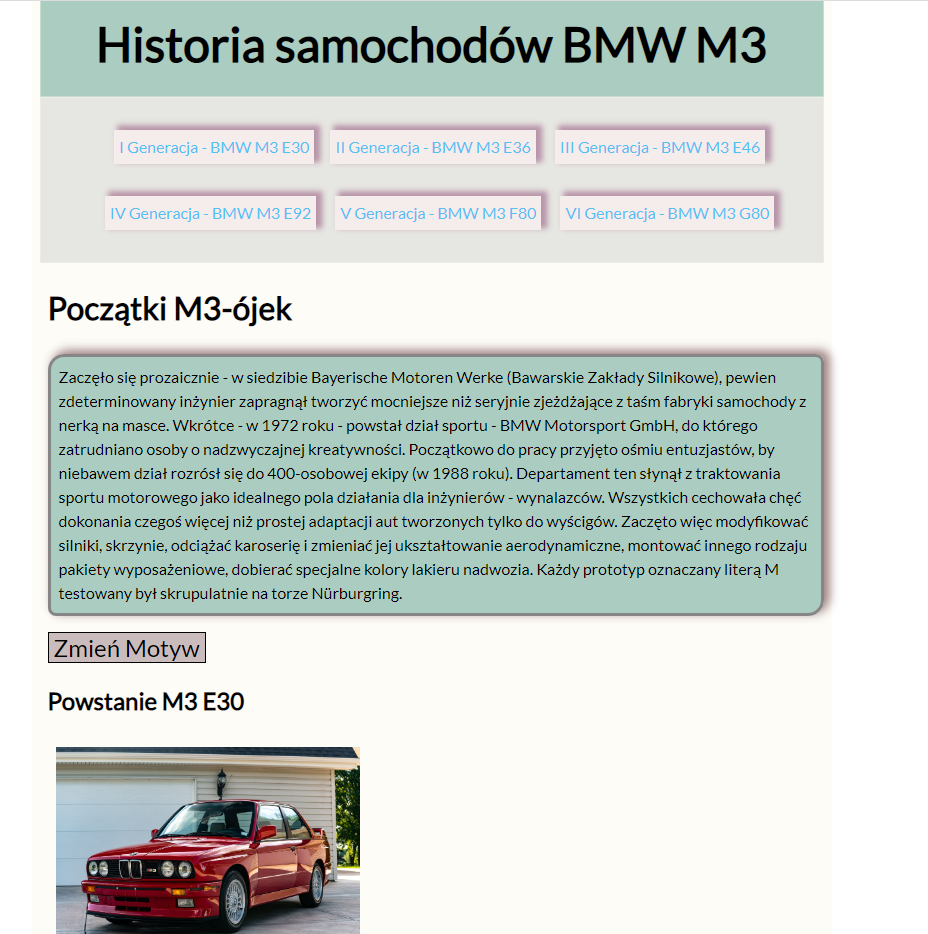 Historia samochodów BMW M3
I Generacja - BMW M3 E30 II Generacja - BMW M3 E36 III Generacja - BMW M3 E46
IV Generacja - BMW M3 E92 V Generacja - BMW M3 F80 VI Generacja - BMW M3 G80
Początki M3-ójek
Zaczęło się prozaicznie - w siedzibie Bayerische Motoren Werke (Bawarskie Zakłady Silnikowe), pewien
zdeterminowany inżynier zapragnął tworzyć mocniejsze niż seryjnie zjeżdżające z taśm fabryki samochody z
nerką na masce. Wkrótce - w 1972 roku - powstał dział sportu - BMW Motorsport GmbH, do którego
zatrudniano osoby o nadzwyczajnej kreatywności. Początkowo do pracy przyjęto ośmiu entuzjastów, by
niebawem dział rozrósł się do 400-osobowej ekipy (w 1988 roku). Departament ten słynął z traktowania
sportu motorowego jako idealnego pola działania dla inżynierów - wynalazców. Wszystkich cechowała chęć
dokonania czegoś więcej niż prostej adaptacji aut tworzonych tylko do wyścigów. Zaczęto więc modyfikować
silniki, skrzynie, odciążać karoserię i zmieniać jej ukształtowanie aerodynamiczne, montować innego rodzaju
pakiety wyposażeniowe, dobierać specjalne kolory lakieru nadwozia. Każdy prototyp oznaczany literą M
testowany był skrupulatnie na torze Nürburgring.
Zmień Motyw
Powstanie M3 E30